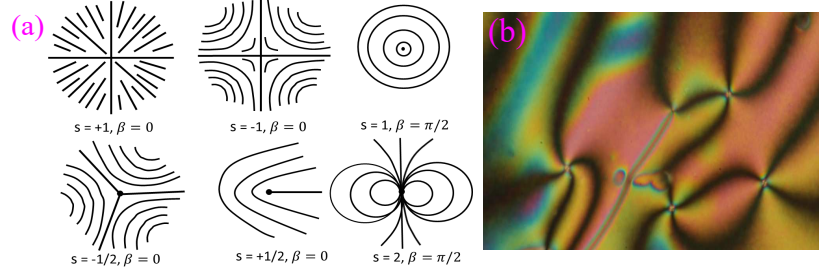 (a)
s = +1, β = 0
s = -1, β = 0
s = 1, β = π/2
s = -1/2, β = 0
s = +1/2, β = 0
s = 2, β = π/2
(b)